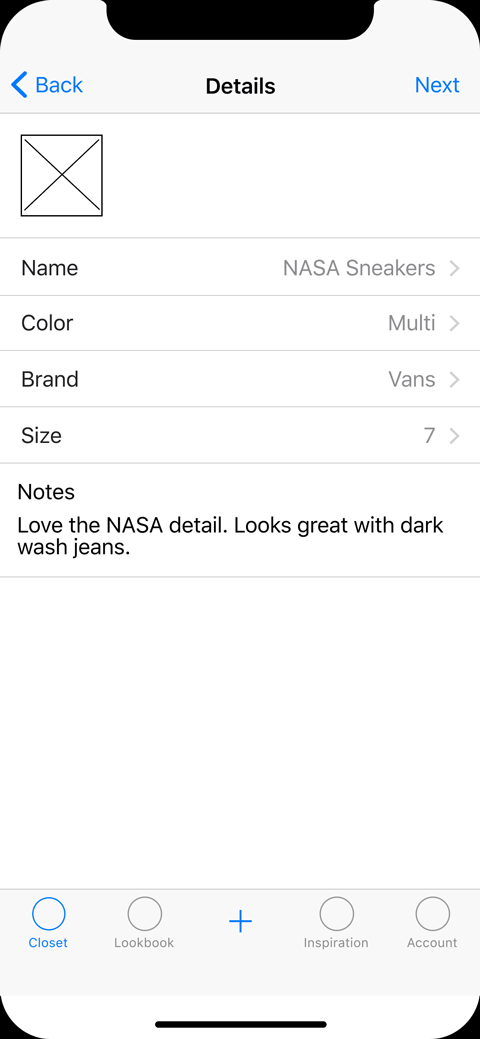 Back Details Next
Name NASA Sneakers
Color Multi
Brand Vans
Size 7
Notes
Love the NASA detail. Looks great with dark
wash jeans.
Closet Lookbook Inspiration Account